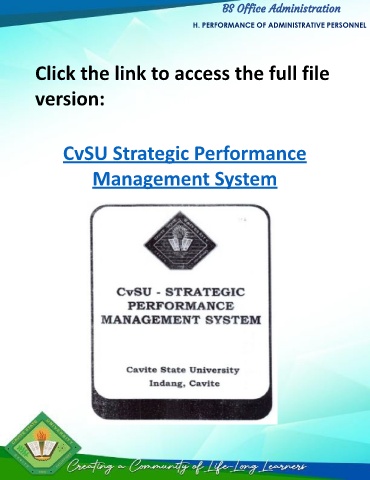 BS Office Administration
H. PERFORMANCE OF ADMINISTRATIVE PERSONNEL
Click the link to access the full file
version:
CvSU Strategic Performance
Management System
CvSU - STRATEGIC
PERFORMANCE
MANAGEMENT SYSTEM
Cavite State University
Indang, Cavite
Creating a Community of Life-Long Learners